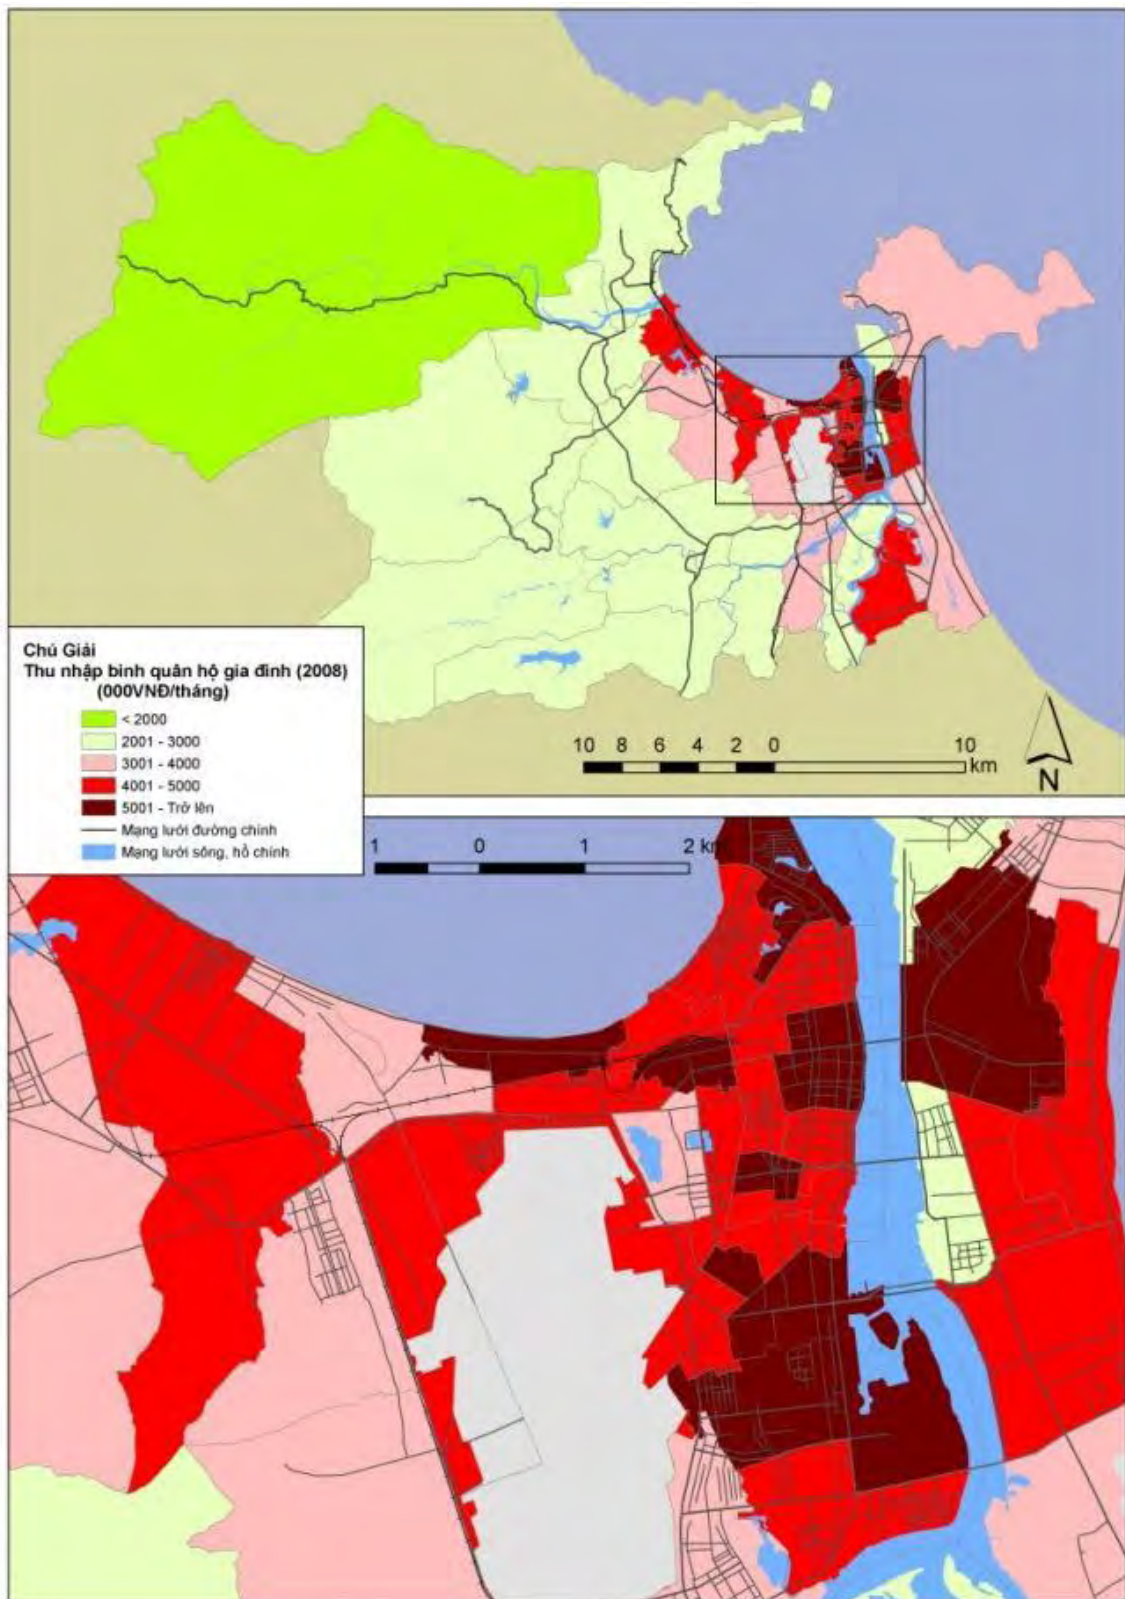 Chú Giải
Thu nhập bình quân hộ gia đình (2008)
(000VNĐ/tháng)
< 2000
2001 - 3000
3001 - 4000
4001 - 5000
5001 - Trở lên
Mạng lưới đường chính
Mạng lưới sông, hồ chính
10 8 6 4 2 0 10
km
N
1 0 1 2 km